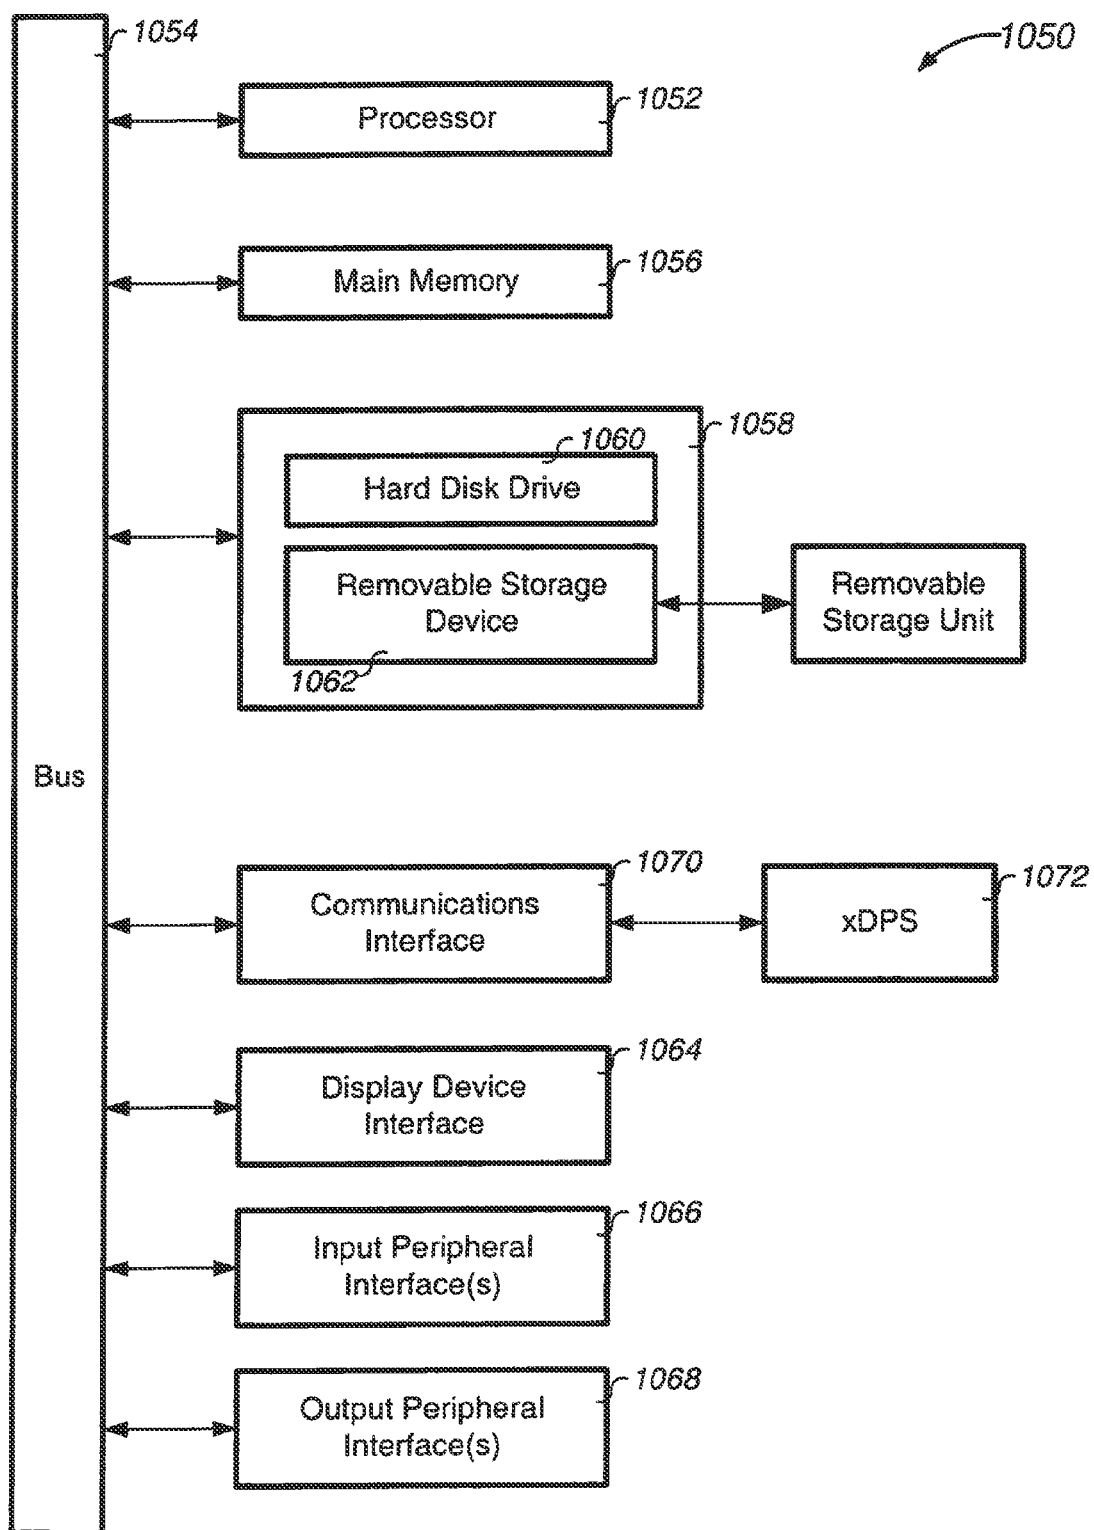 1054
1050
1052
Processor
1056
Main Memory
1058
1060
Hard Disk Drive
Removable Storage
Device
1062
Removable
Storage Unit
Bus
1070
Communications
Interface
1072
xDPS
1064
Display Device
Interface
1066
Input Peripheral
Interface(s)
1068
Output Peripheral
Interface(s)